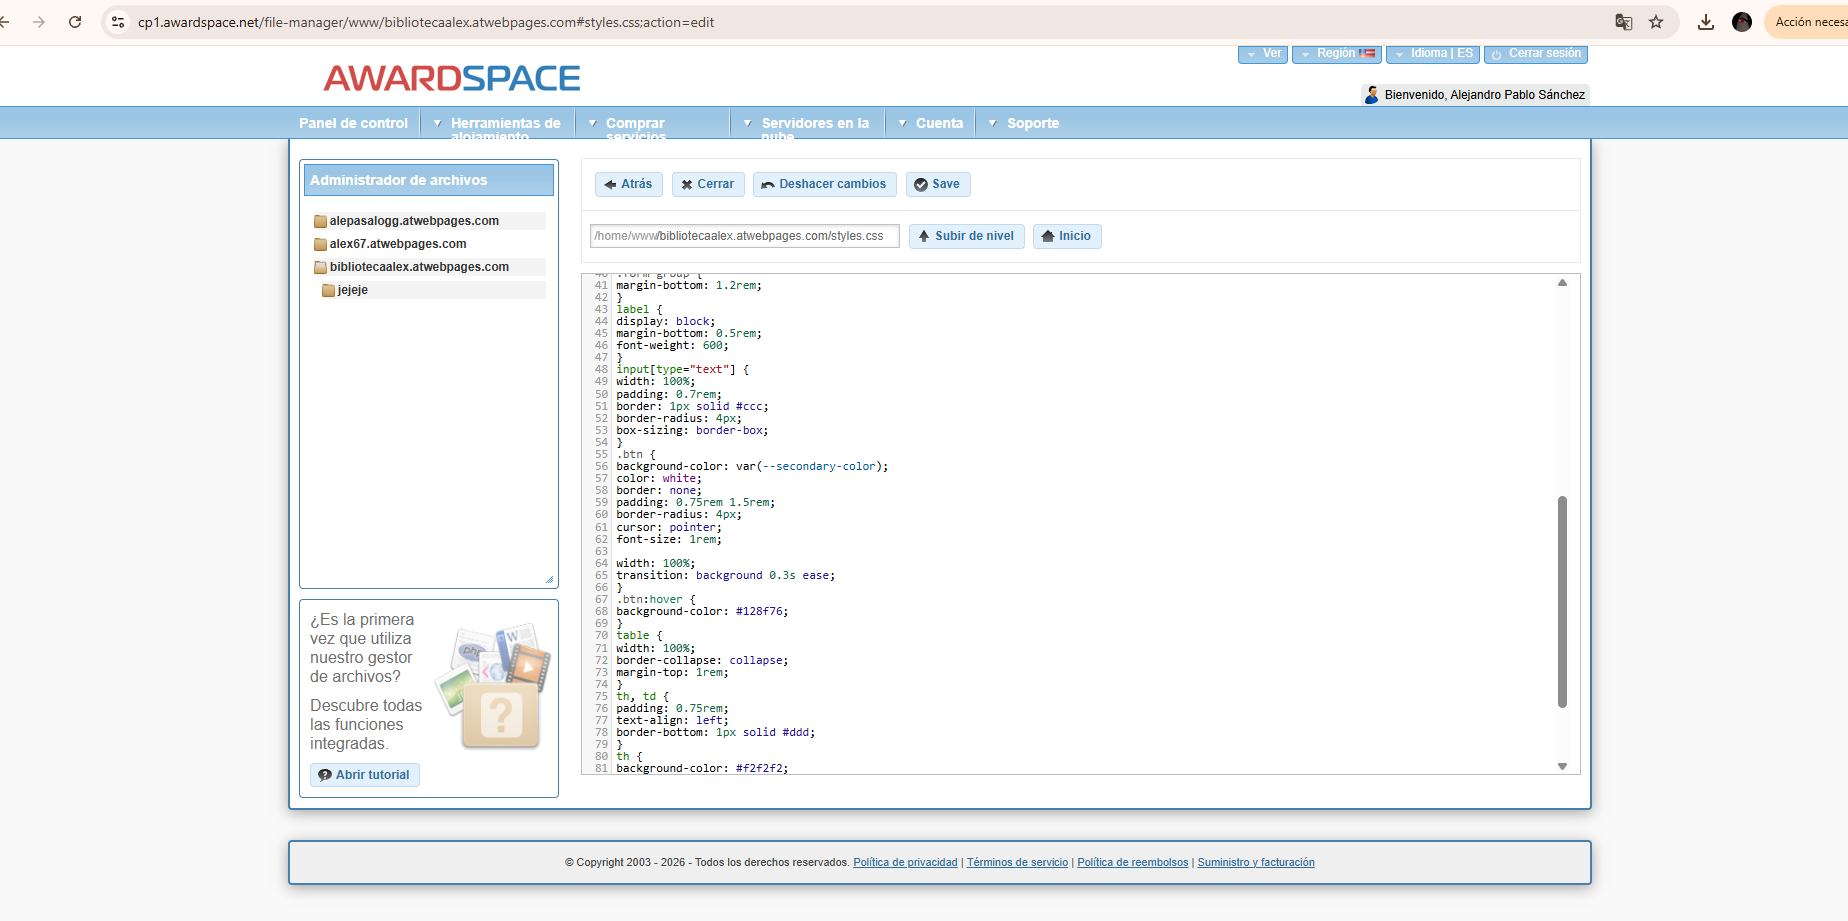 cp1.awardspace.net/file-manager/www/bibliotecaalex.atwebpages.com#styles.css;action=edit
Acción neces
Ver
Región
Idioma | ES
Cerrar sesión
AWARDSPACE
Bienvenido, Alejandro Pablo Sánchez
Panel de control
Herramientas de alojamiento
Comprar servicios
Servidores en la nube
Cuenta
Soporte
Administrador de archivos
alepasalogg.atwebpages.com
alex67.atwebpages.com
bibliotecaalex.atwebpages.com
jejeje
¿Es la primera
vez que utiliza
nuestro gestor
de archivos?
Descubre todas
las funciones
integradas.
Abrir tutorial
Atrás
Cerrar
Deshacer cambios
Save
/home/www/bibliotecaalex.atwebpages.com/styles.css
Subir de nivel
Inicio
40 .form-group {
41 margin-bottom: 1.2rem;
42 }
43 label {
44 display: block;
45 margin-bottom: 0.5rem;
46 font-weight: 600;
47 }
48 input[type="text"] {
49 width: 100%;
50 padding: 0.7rem;
51 border: 1px solid #ccc;
52 border-radius: 4px;
53 box-sizing: border-box;
54 }
55 .btn {
56 background-color: var(--secondary-color);
57 color: white;
58 border: none;
59 padding: 0.75rem 1.5rem;
60 border-radius: 4px;
61 cursor: pointer;
62 font-size: 1rem;
63
64 width: 100%;
65 transition: background 0.3s ease;
66 }
67 .btn:hover {
68 background-color: #128f76;
69 }
70 table {
71 width: 100%;
72 border-collapse: collapse;
73 margin-top: 1rem;
74 }
75 th, td {
76 padding: 0.75rem;
77 text-align: left;
78 border-bottom: 1px solid #ddd;
79 }
80 th {
81 background-color: #f2f2f2;
© Copyright 2003 - 2026 - Todos los derechos reservados. Política de privacidad | Términos de servicio | Política de reembolsos | Suministro y facturación